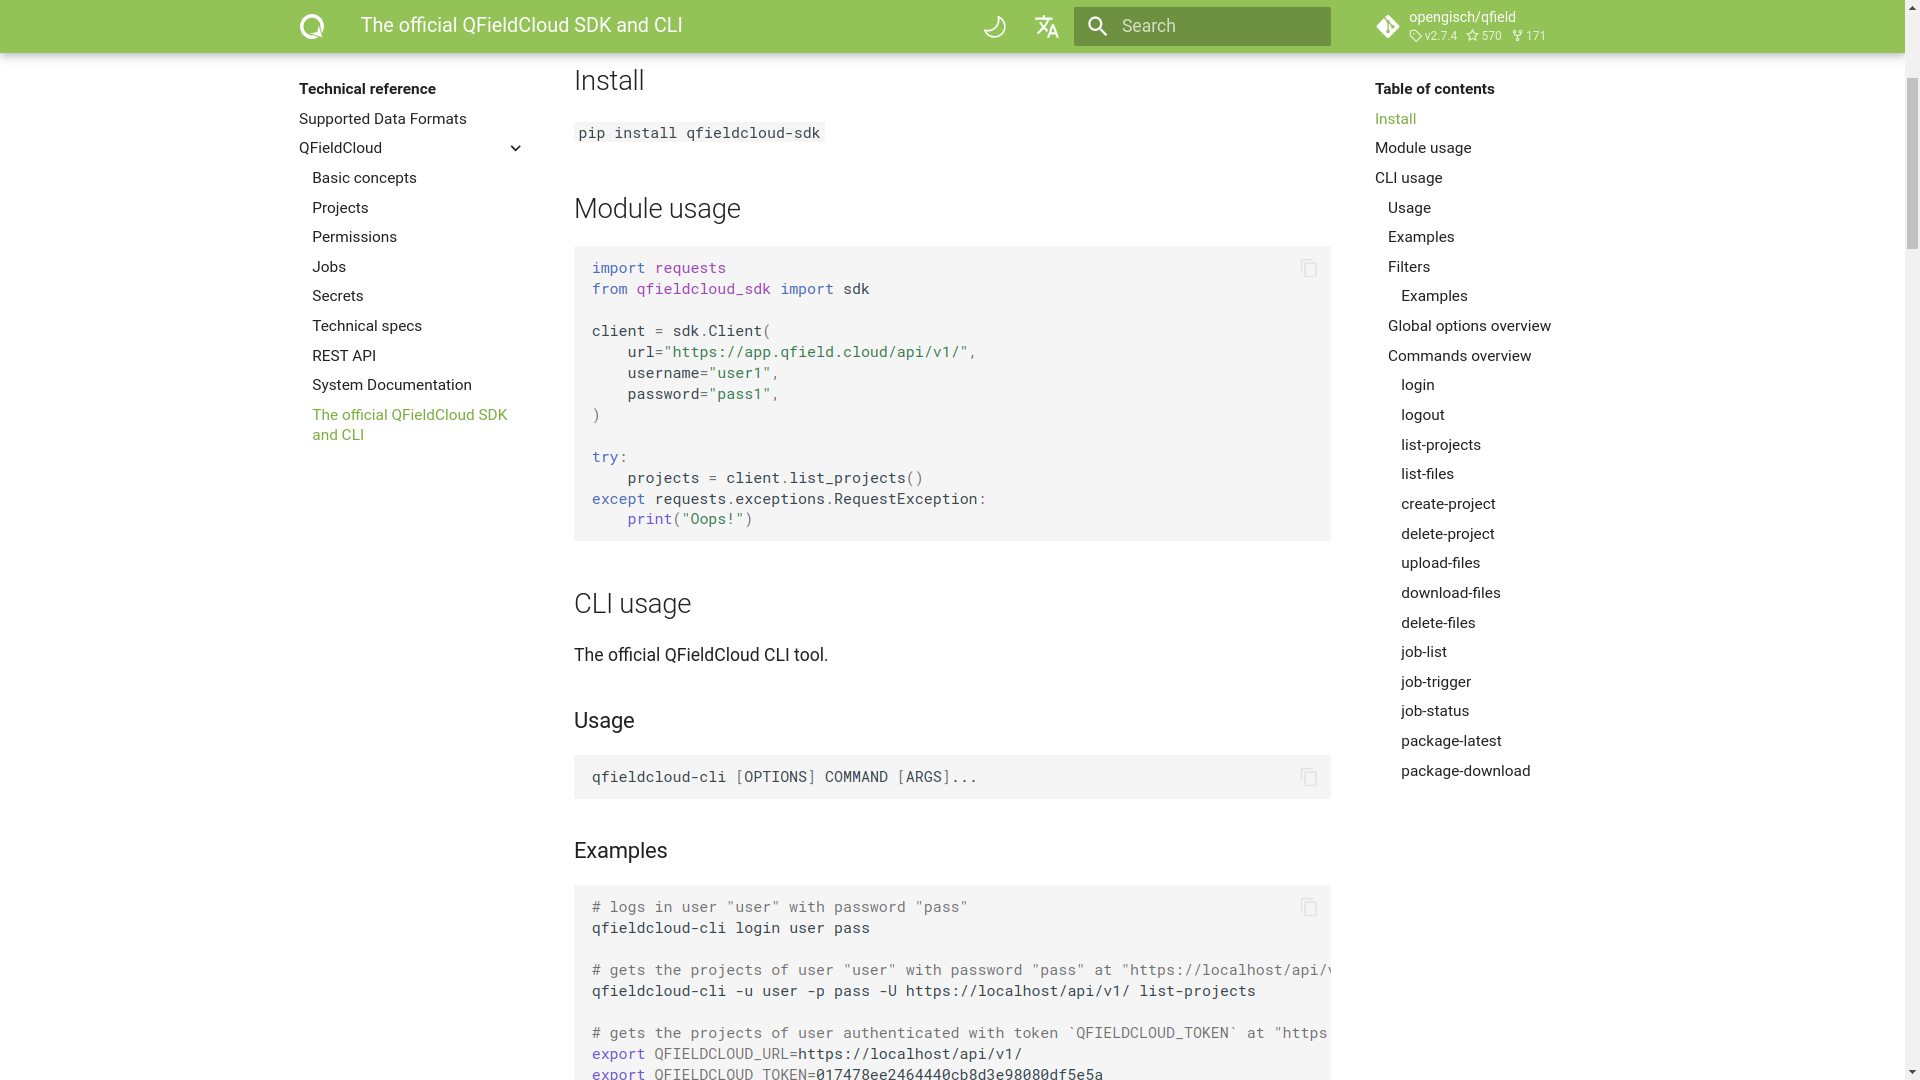 The official QFieldCloud SDK and CLI
Search
opengisch/qfield
v2.7.4 570 171
Technical reference
Supported Data Formats
QFieldCloud
Basic concepts
Projects
Permissions
Jobs
Secrets
Technical specs
REST API
System Documentation
The official QFieldCloud SDK
and CLI
Install
pip install qfieldcloud-sdk
Module usage
import requests
from qfieldcloud_sdk import sdk
client = sdk.Client(
    url="https://app.qfield.cloud/api/v1/",
    username="user1",
    password="pass1",
)
try:
    projects = client.list_projects()
except requests.exceptions.RequestException:
    print("Oops!")
CLI usage
The official QFieldCloud CLI tool.
Usage
qfieldcloud-cli [OPTIONS] COMMAND [ARGS]...
Examples
# logs in user "user" with password "pass"
qfieldcloud-cli login user pass
# gets the projects of user "user" with password "pass" at "https://localhost/api/v
qfieldcloud-cli -u user -p pass -U https://localhost/api/v1/ list-projects
# gets the projects of user authenticated with token `QFIELDCLOUD_TOKEN` at "https
export QFIELDCLOUD_URL=https://localhost/api/v1/
export QFIELDCLOUD_TOKEN=017478ee2464440cb8d3e98080df5e5a
Table of contents
Install
Module usage
CLI usage
Usage
Examples
Filters
Examples
Global options overview
Commands overview
login
logout
list-projects
list-files
create-project
delete-project
upload-files
download-files
delete-files
job-list
job-trigger
job-status
package-latest
package-download